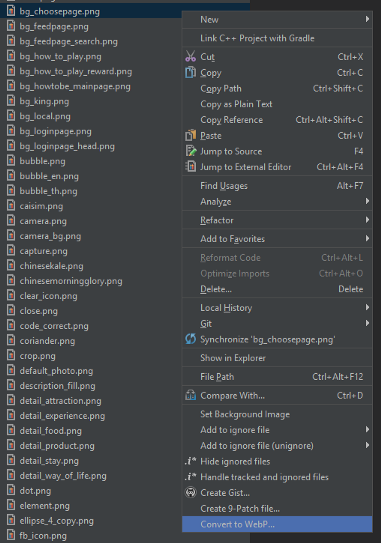 bg_choosepage.png
bg_feedpage.png
bg_feedpage_search.png
bg_how_to_play.png
bg_how_to_play_reward.png
bg_howtobe_mainpage.png
bg_king.png
bg_local.png
bg_loginpage.png
bg_loginpage_head.png
bubble.png
bubble_en.png
bubble_th.png
caisim.png
camera.png
camera_bg.png
capture.png
chinesekale.png
chinesemorningglory.png
clear_icon.png
close.png
code_correct.png
coriander.png
crop.png
default_photo.png
description_fill.png
detail_attraction.png
detail_experience.png
detail_food.png
detail_product.png
detail_stay.png
detail_way_of_life.png
dot.png
element.png
ellipse_4_copy.png
fb_icon.png
New
Link C++ Project with Gradle
Cut Ctrl+X
Copy Ctrl+C
Copy Path Ctrl+Shift+C
Copy as Plain Text
Copy Reference Ctrl+Alt+Shift+C
Paste Ctrl+V
Jump to Source F4
Jump to External Editor Ctrl+Alt+F4
Find Usages Alt+F7
Analyze
Refactor
Add to Favorites
Reformat Code Ctrl+Alt+L
Optimize Imports Ctrl+Alt+O
Delete... Delete
Local History
Git
Synchronize 'bg_choosepage.png'
Show in Explorer
File Path Ctrl+Alt+F12
Compare With... Ctrl+D
Set Background Image
Add to ignore file
Add to ignore file (unignore)
.i* Hide ignored files
.i* Handle tracked and ignored files
Create Gist...
Create 9-Patch file...
Convert to WebP...